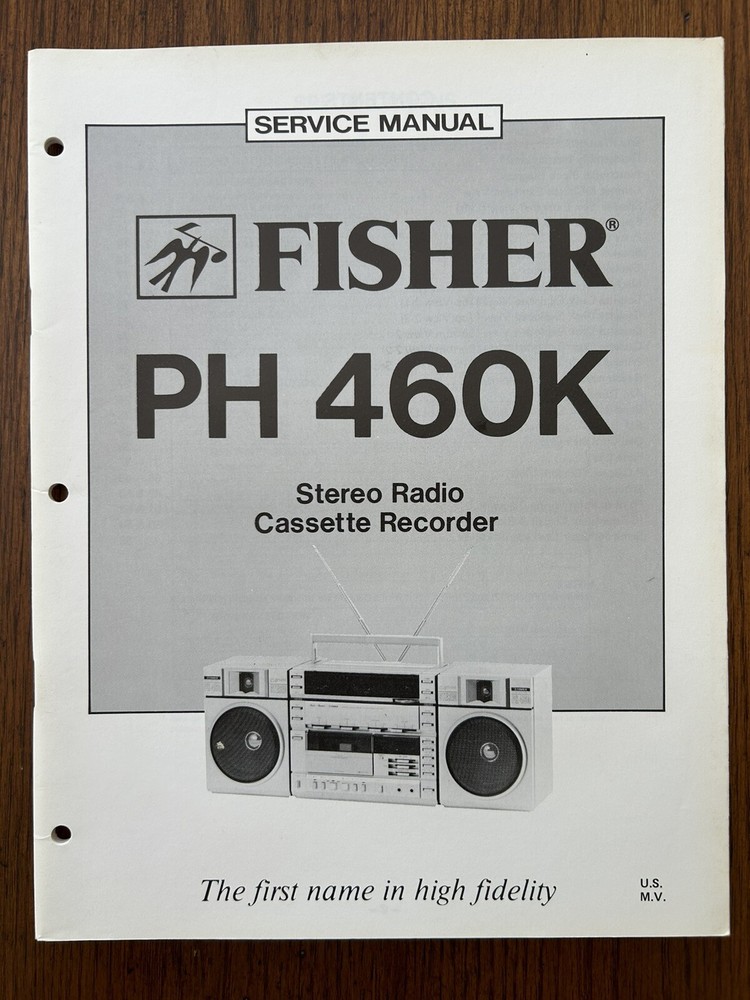 SERVICE MANUAL
FISHER®
PH 460K
Stereo Radio
Cassette Recorder
The first name in high fidelity
U.S.
M.V.